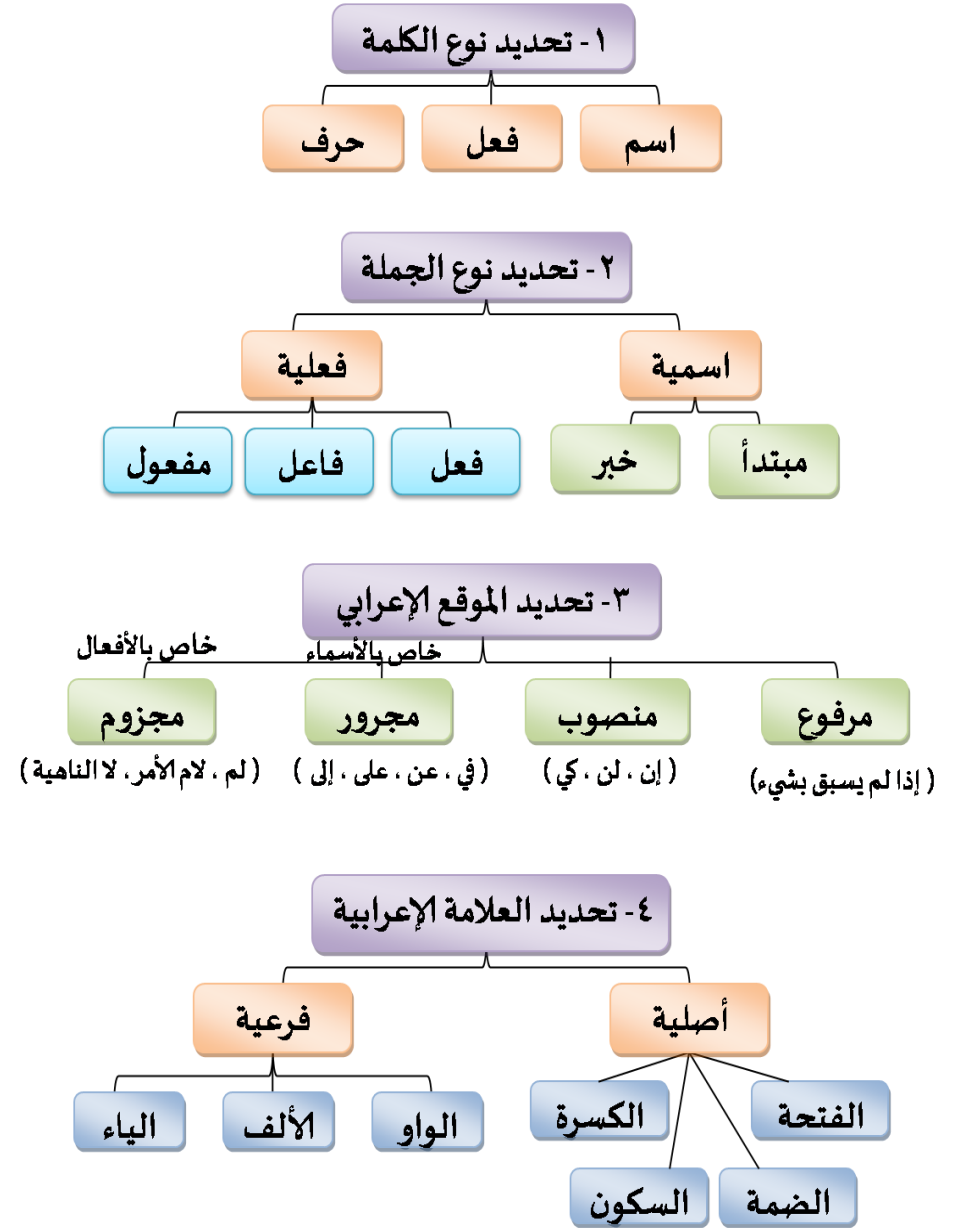 ١- تحديد نوع الكلمة
اسم فعل حرف
٢- تحديد نوع الجملة
اسمية فعلية
مبتدأ خبر فعل فاعل مفعول
٣- تحديد الموقع الإعرابي
خاص بالأسماء خاص بالأفعال
مرفوع منصوب مجرور مجزوم
( إذا لم يسبق بشيء) ( إن ، لن ، كي ) ( في ، عن ، على ، إلى ) ( لم ، لام الأمر، لا الناهية )
٤- تحديد العلامة الإعرابية
أصلية فرعية
الفتحة الكسرة الواو الألف الياء
الضمة السكون